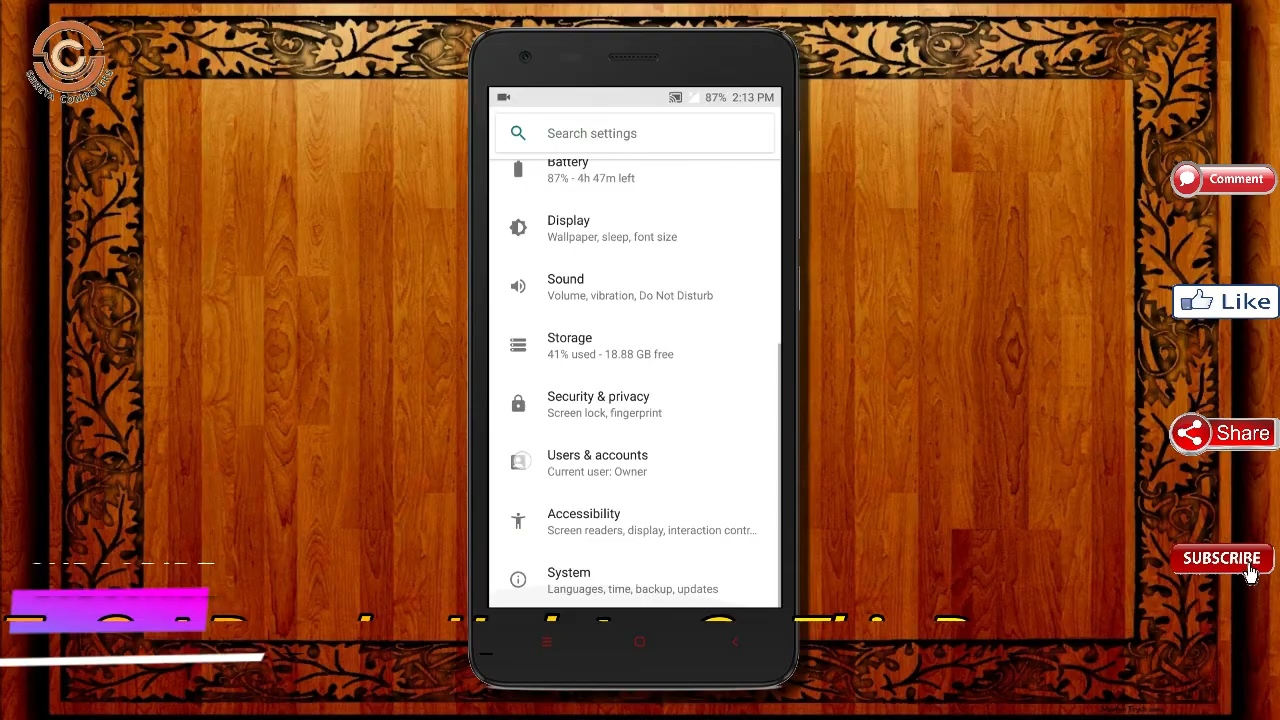 SHREYA COMPUTERS
87% 2:13 PM
Search settings
Battery
87% - 4h 47m left
Display
Wallpaper, sleep, font size
Sound
Volume, vibration, Do Not Disturb
Storage
41% used - 18.88 GB free
Security & privacy
Screen lock, fingerprint
Users & accounts
Current user: Owner
Accessibility
Screen readers, display, interaction contr...
System
Languages, time, backup, updates
Comment
Like
Share
SUBSCRIBE